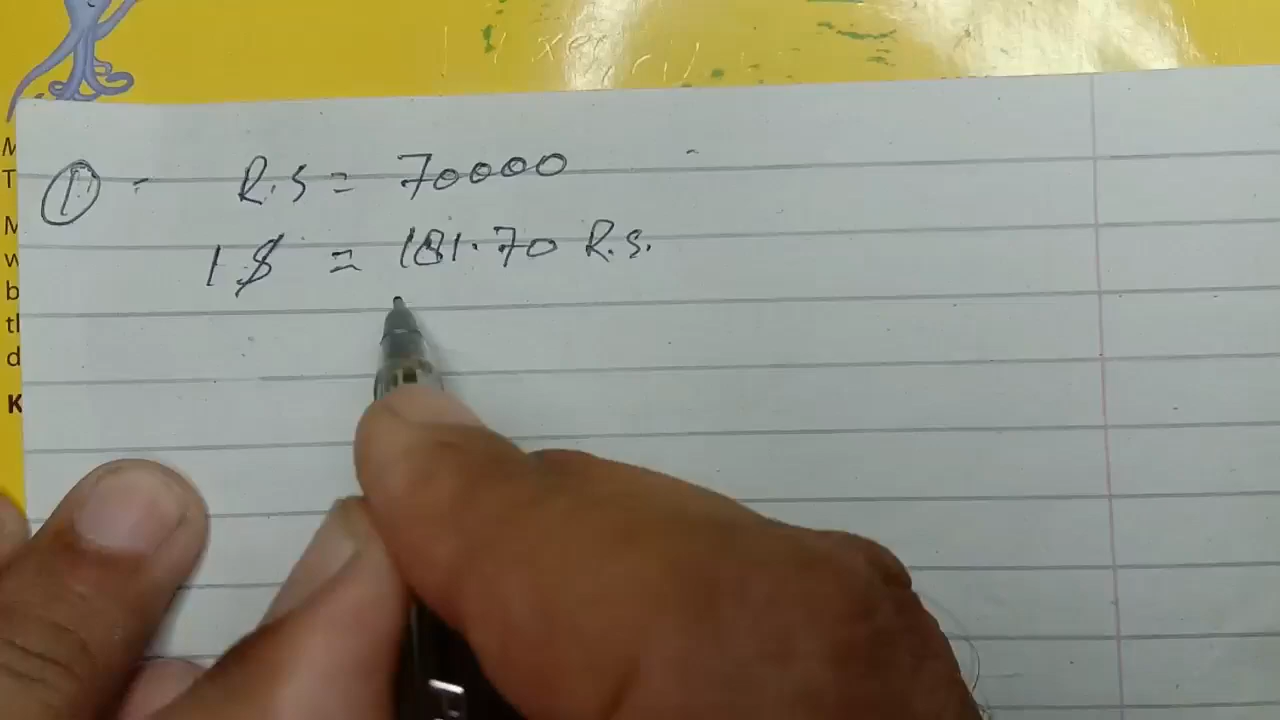 ① - R.s = 70000
1 $ = 181.70 R.s.
M
T
M
w
b
d
K